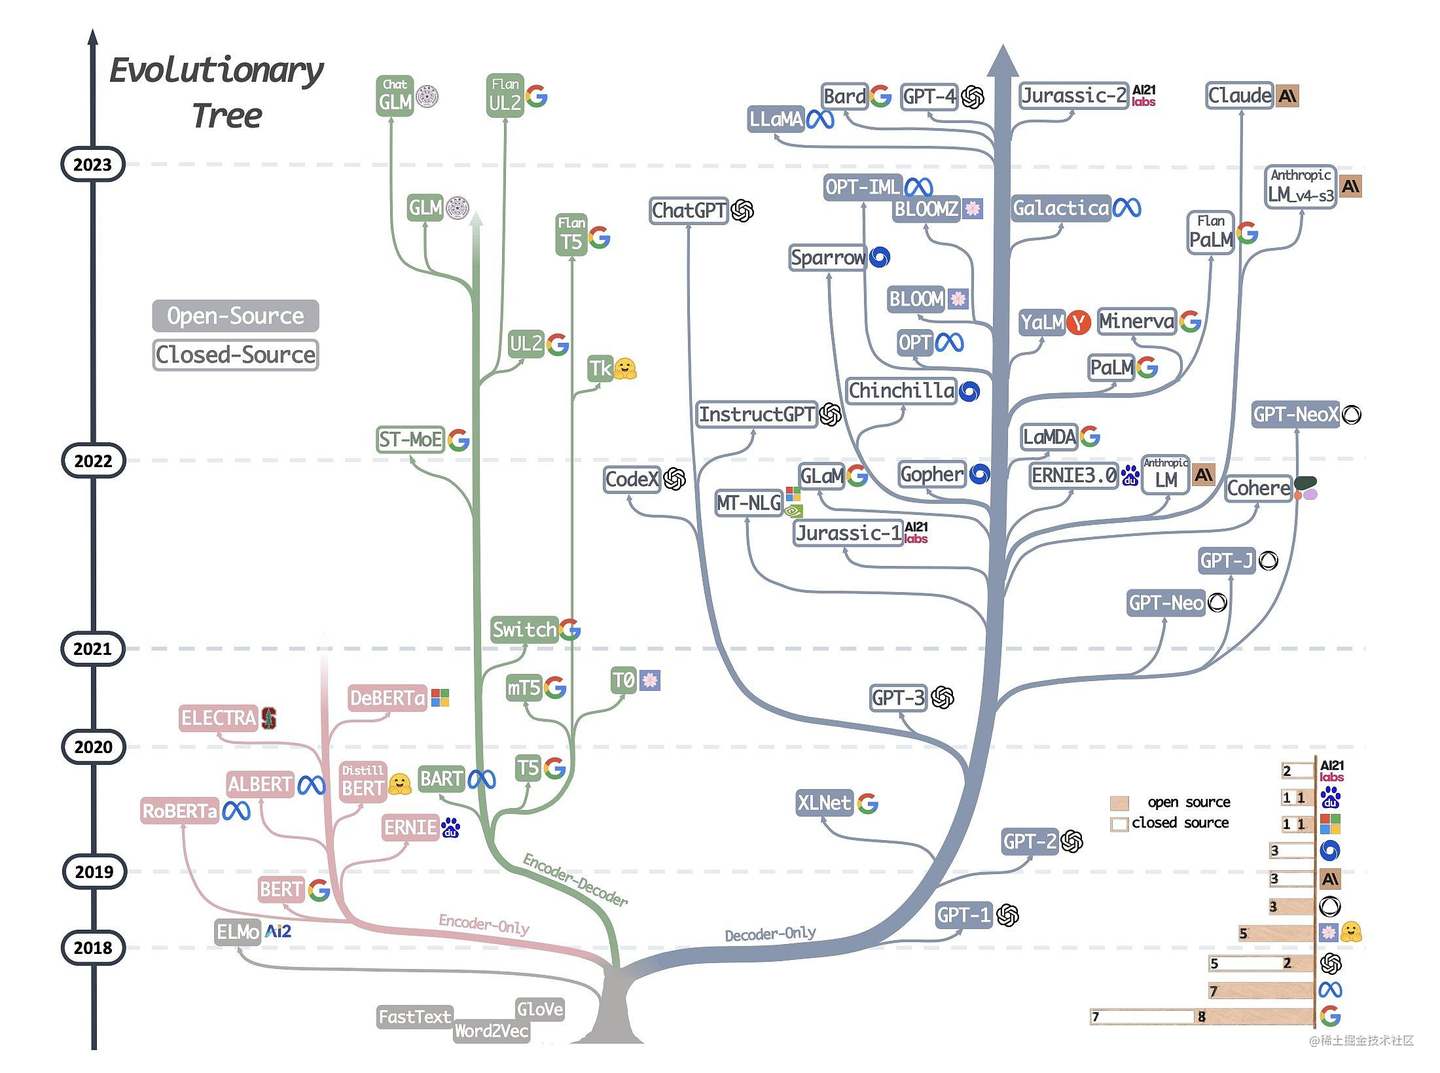 Evolutionary
Tree
2023
2022
2021
2020
2019
2018
Open-Source
Closed-Source
Chat
GLM
Flan
UL2
GLM
Flan
T5
UL2
Tk
ST-MoE
Switch
mT5
T0
T5
BART
DeBERTa
ELECTRA
Distill
BERT
ALBERT
RoBERTa
ERNIE
BERT
ELMo
Ai2
FastText
Word2Vec
GloVe
Encoder-Only
Encoder-Decoder
Decoder-Only
Bard
GPT-4
Jurassic-2
AI21
labs
Claude
A\
LLaMA
OPT-IML
BLOOMZ
Galactica
Anthropic
LM_v4-s3
A\
ChatGPT
Flan
PaLM
Sparrow
BLOOM
YaLM
Y
Minerva
OPT
PaLM
Chinchilla
InstructGPT
GPT-NeoX
LaMDA
CodeX
GLaM
Gopher
ERNIE3.0
du
Anthropic
LM
A\
Cohere
MT-NLG
Jurassic-1
AI21
labs
GPT-J
GPT-Neo
GPT-3
XLNet
GPT-2
GPT-1
open source
closed source
2
AI21
labs
1 1
du
1 1
3
3
A\
3
5
5 2
7
7 8
@稀土掘金技术社区